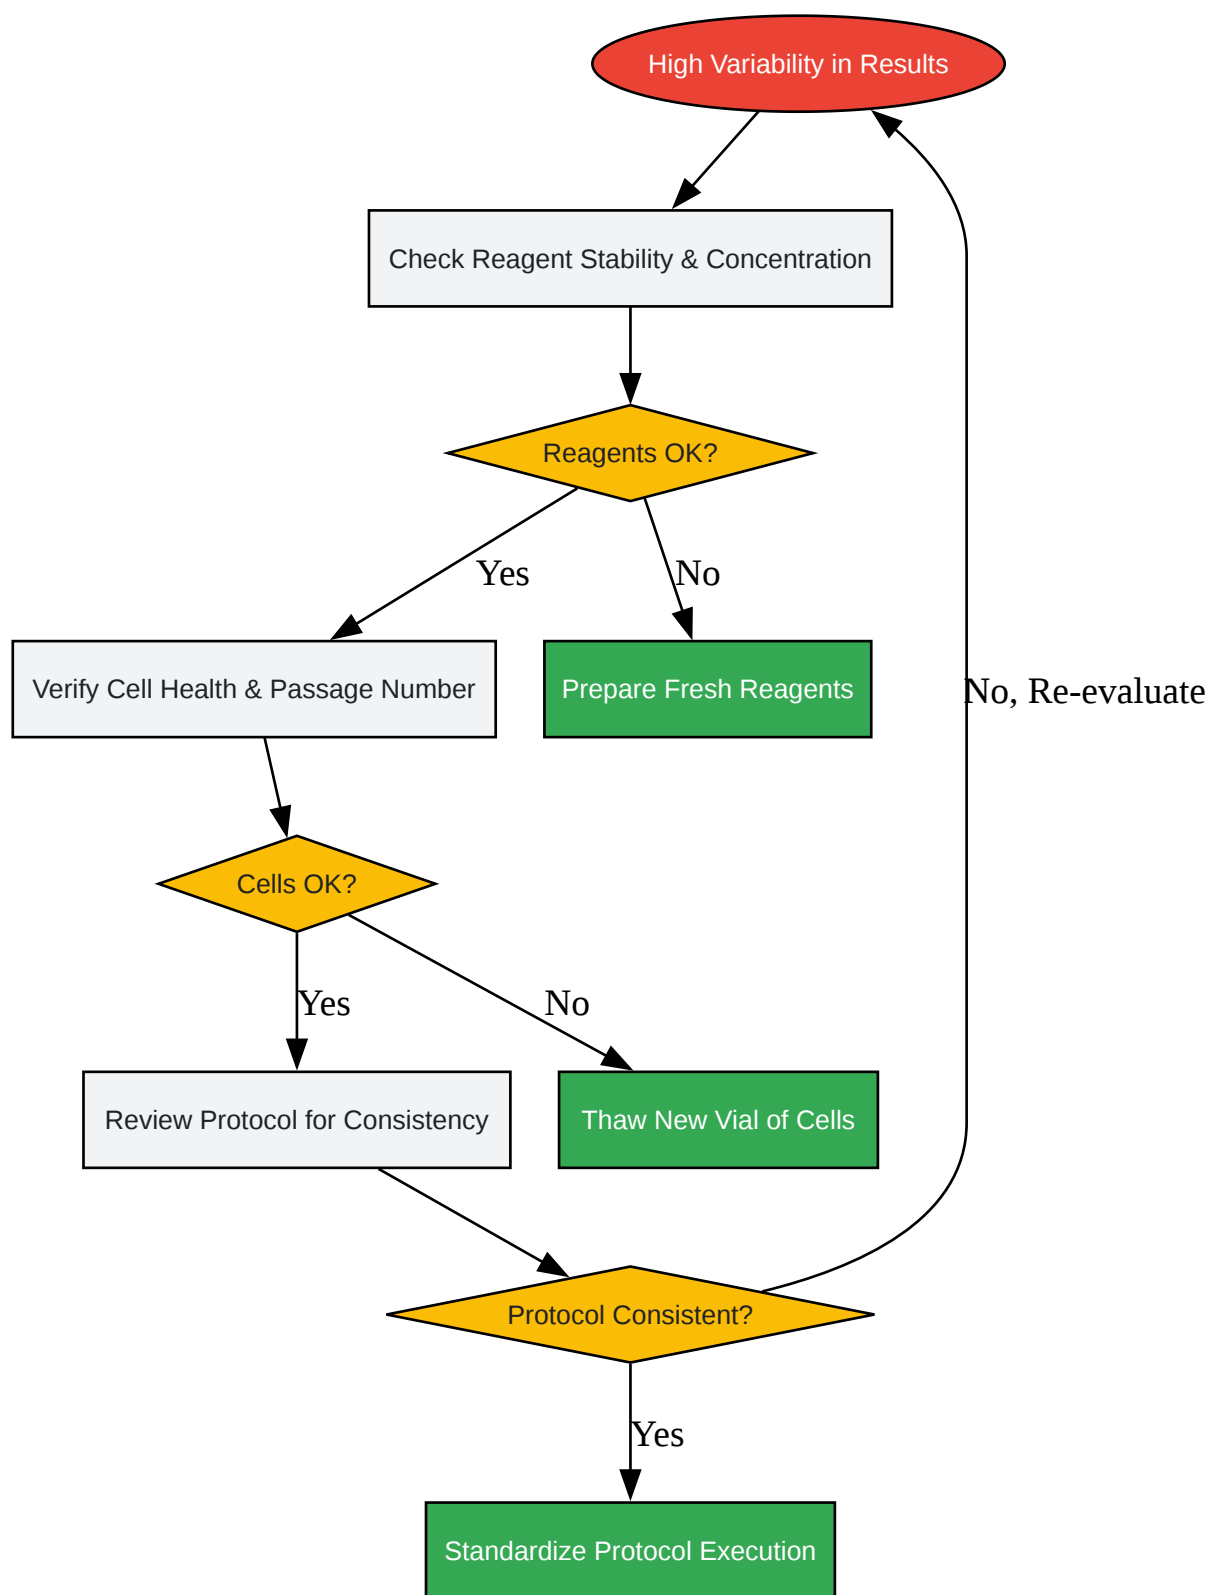 High Variability in Results
Check Reagent Stability & Concentration
Reagents OK?
Yes
No
Verify Cell Health & Passage Number
Prepare Fresh Reagents
No, Re-evaluate
Cells OK?
Yes
No
Review Protocol for Consistency
Thaw New Vial of Cells
Protocol Consistent?
Yes
Standardize Protocol Execution